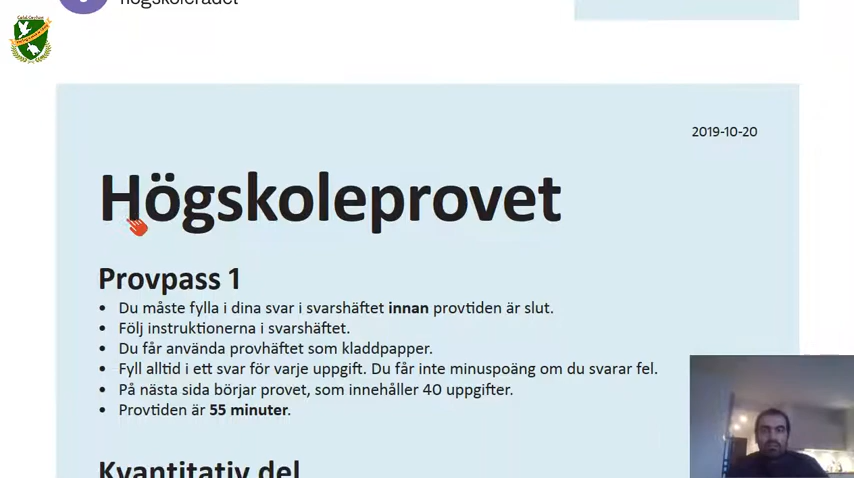 högskolerådet
2019-10-20
Högskoleprovet
Provpass 1
• Du måste fylla i dina svar i svarshäftet innan provtiden är slut.
• Följ instruktionerna i svarshäftet.
• Du får använda provhäftet som kladdpapper.
• Fyll alltid i ett svar för varje uppgift. Du får inte minuspoäng om du svarar fel.
• På nästa sida börjar provet, som innehåller 40 uppgifter.
• Provtiden är 55 minuter.
Kvantitativ del